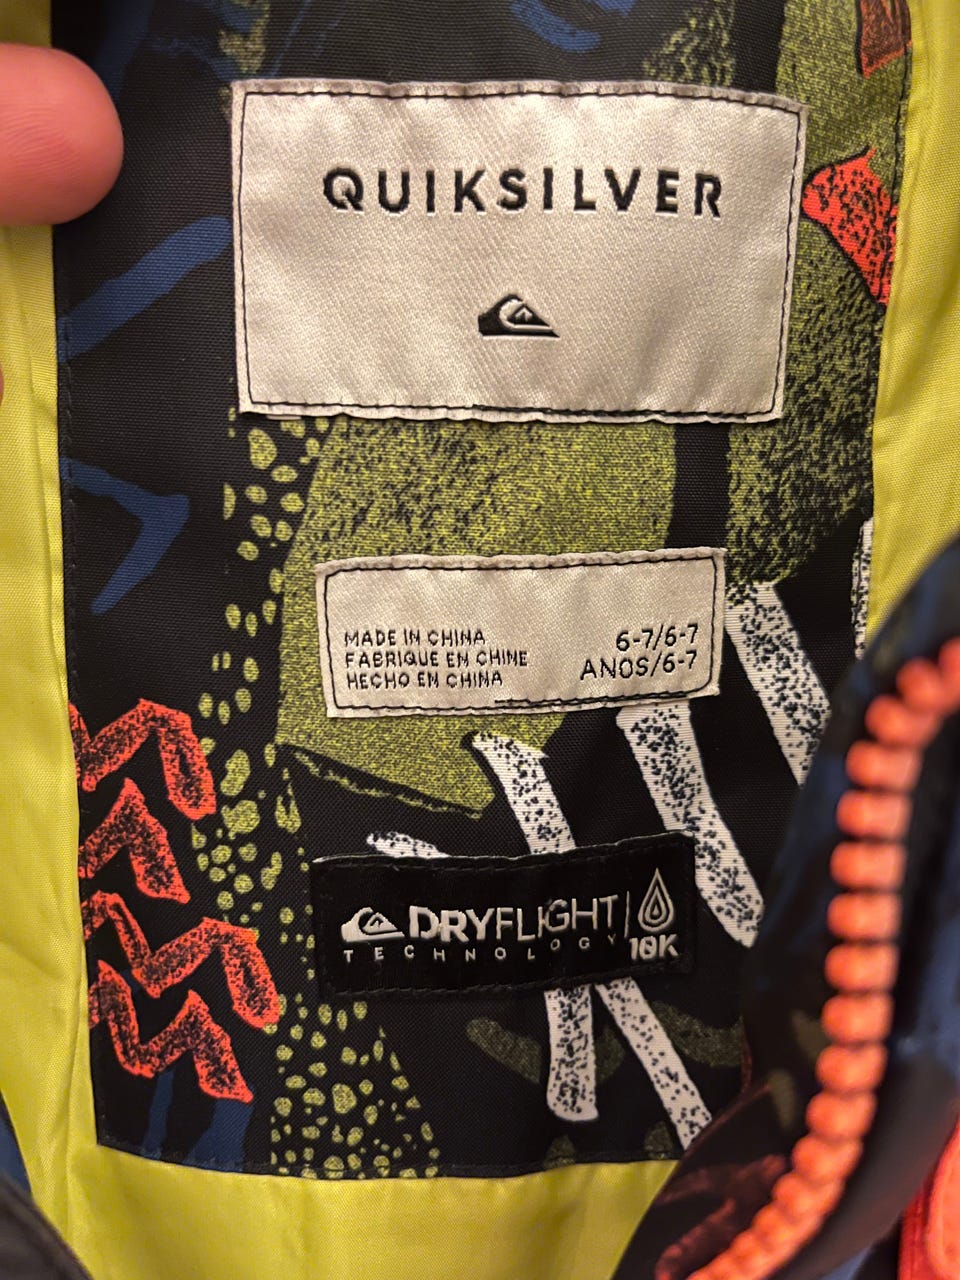 QUIKSILVER
MADE IN CHINA
FABRIQUE EN CHINE
HECHO EN CHINA
6-7/6-7
ANOS/6-7
DRYFLIGHT
TECHNOLOGY
10K